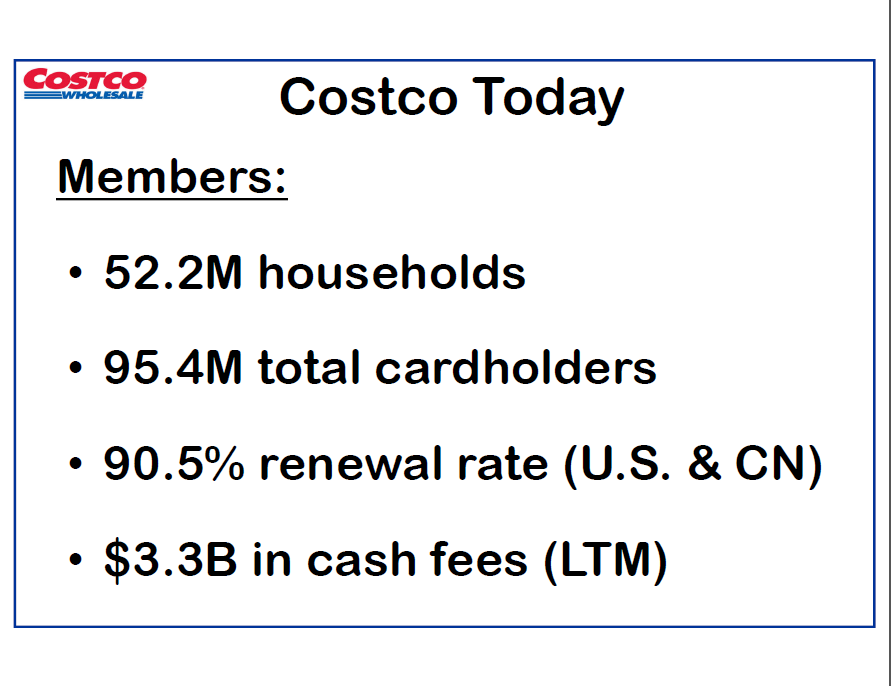 COSTCO
WHOLESALE
Costco Today
Members:
• 52.2M households
• 95.4M total cardholders
• 90.5% renewal rate (U.S. & CN)
• $3.3B in cash fees (LTM)